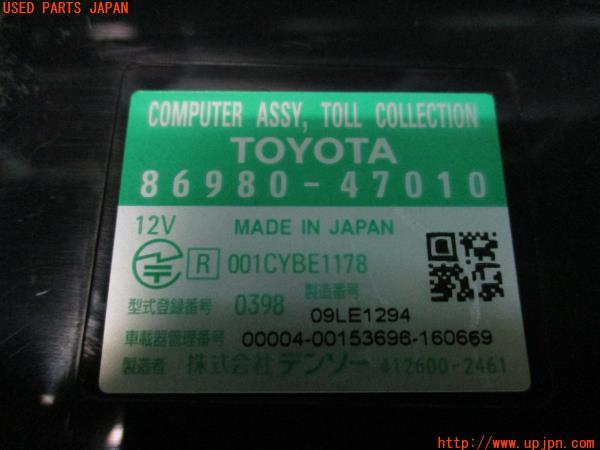 USED PARTS JAPAN
COMPUTER ASSY, TOLL COLLECTION
TOYOTA
86980-47010
12V MADE IN JAPAN
R 001CYBE1178
型式登録番号 0398 製造番号 09LE1294
車載器管理番号 00004-00153696-160669
製造者 株式会社 デンソー 412600-2461
http://www.upjpn.com